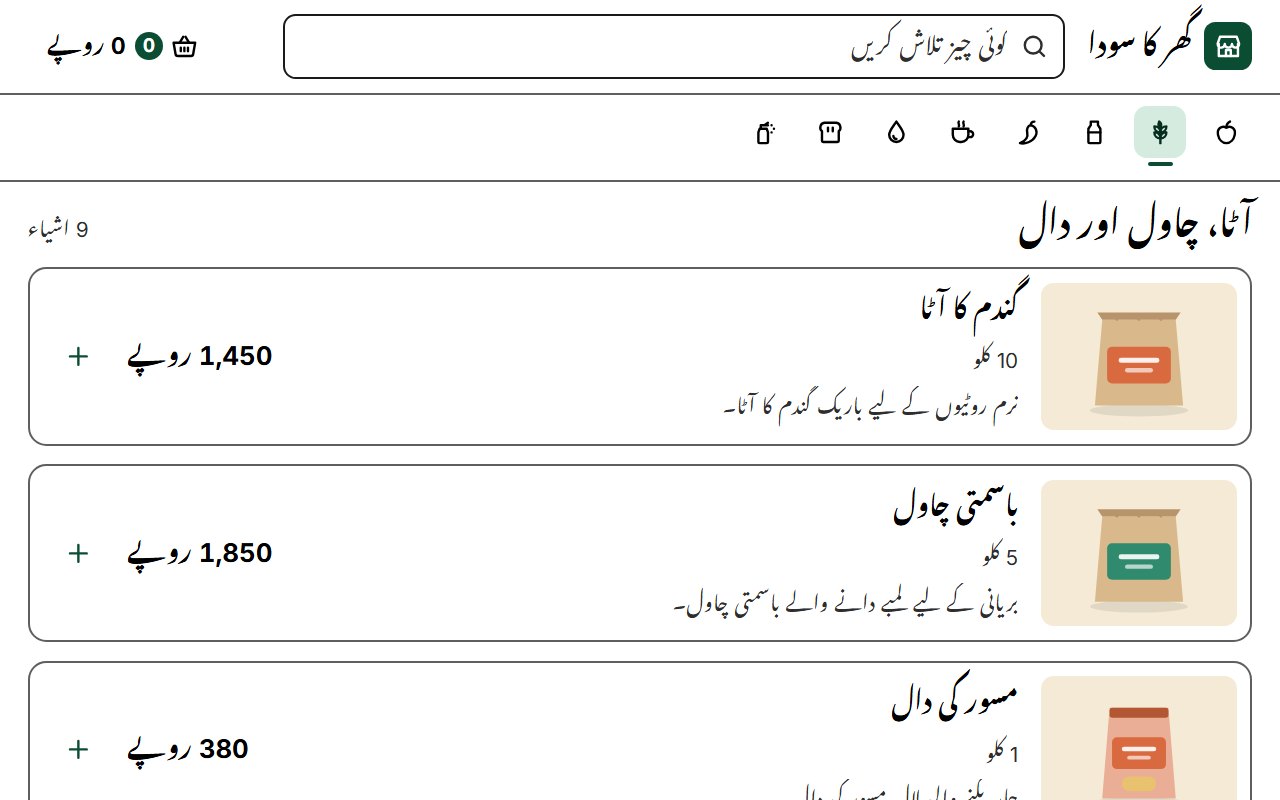 گھر کا سودا
کوئی چیز تلاش کریں
0
0 روپے
آٹا، چاول اور دال
9 اشیاء
گندم کا آٹا
10 کلو
نرم روٹیوں کے لیے باریک گندم کا آٹا۔
1,450 روپے
باسمتی چاول
5 کلو
بریانی کے لیے لمبے دانے والے باسمتی چاول۔
1,850 روپے
مسور کی دال
1 کلو
380 روپے